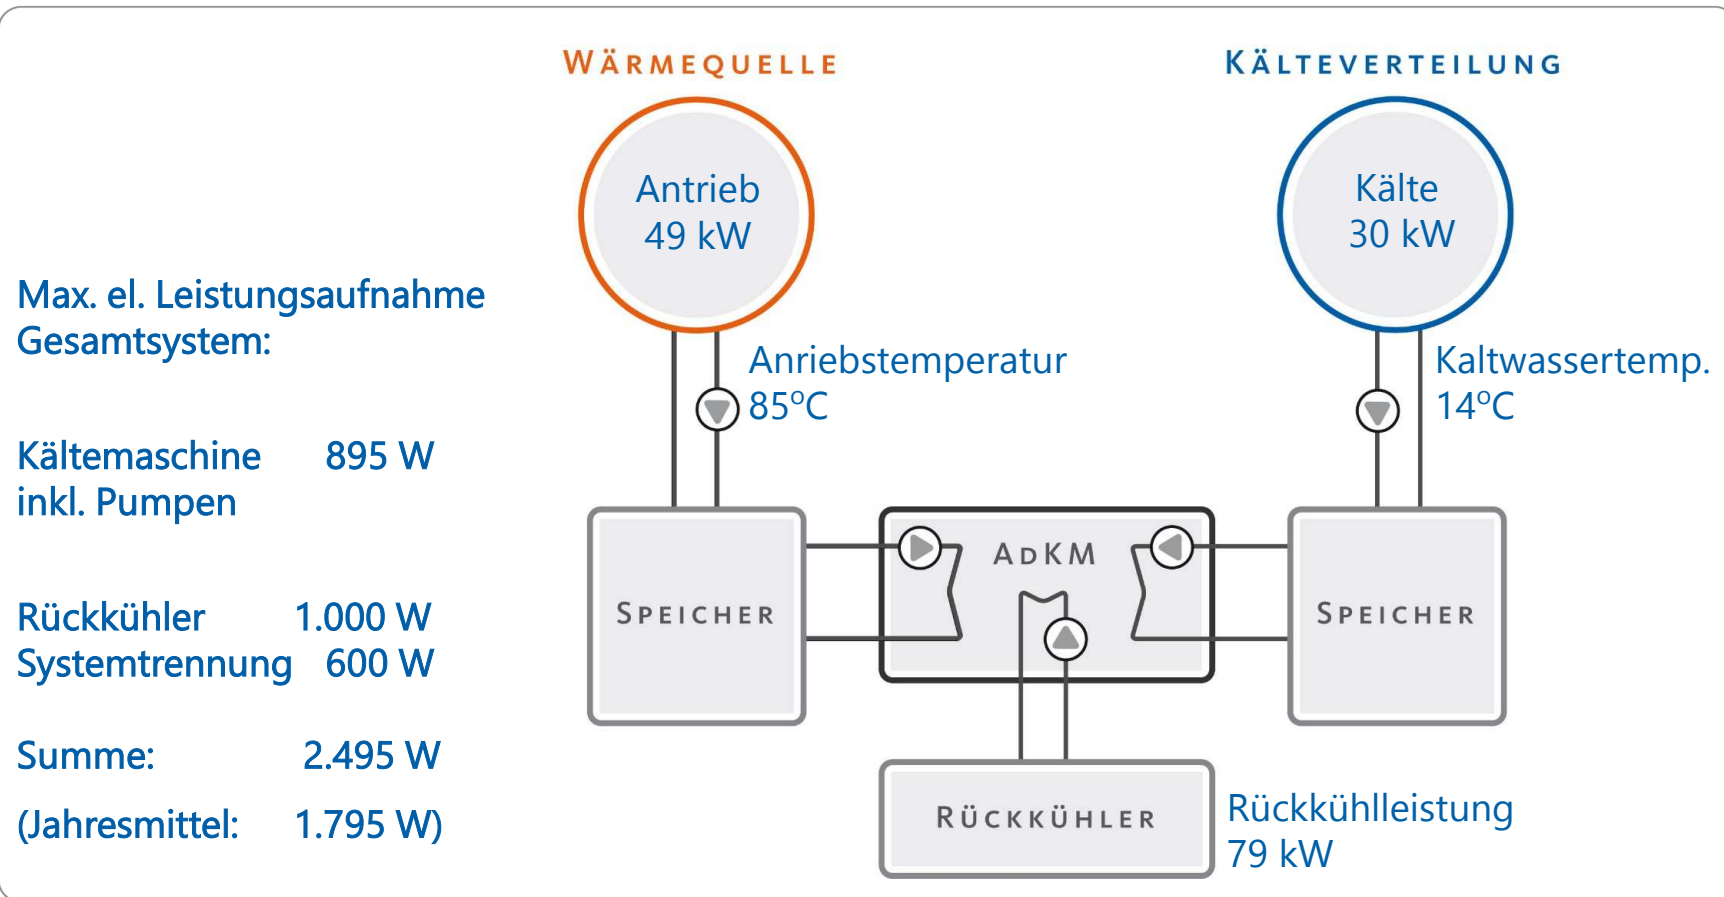 WÄRMEQUELLE
KÄLTEVERTEILUNG
Antrieb
49 kW
Kälte
30 kW
Max. el. Leistungsaufnahme
Gesamtsystem:
Anriebstemperatur
85°C
Kaltwassertemp.
14°C
Kältemaschine 895 W
inkl. Pumpen
Rückkühler 1.000 W
Systemtrennung 600 W
Summe: 2.495 W
(Jahresmittel: 1.795 W)
SPEICHER
ADKM
SPEICHER
RÜCKKÜHLER
Rückkühlleistung
79 kW